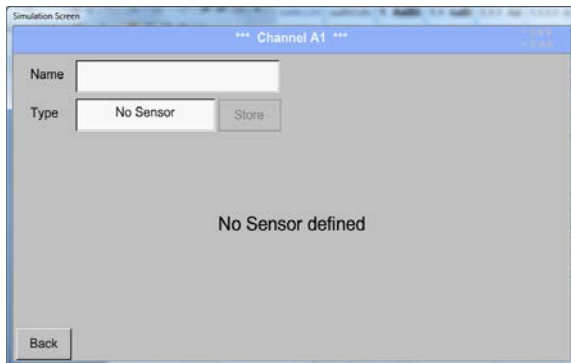 Simulation Screen
*** Channel A1 ***
Name
Type No Sensor Store
No Sensor defined
Back